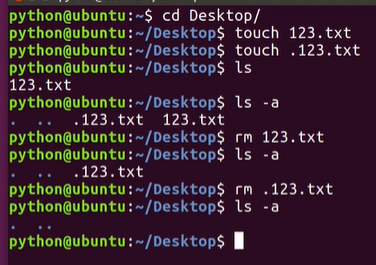 python@ubuntu:~$ cd Desktop/
python@ubuntu:~/Desktop$ touch 123.txt
python@ubuntu:~/Desktop$ touch .123.txt
python@ubuntu:~/Desktop$ ls
123.txt
python@ubuntu:~/Desktop$ ls -a
.  ..  .123.txt  123.txt
python@ubuntu:~/Desktop$ rm 123.txt
python@ubuntu:~/Desktop$ ls -a
.  ..  .123.txt
python@ubuntu:~/Desktop$ rm .123.txt
python@ubuntu:~/Desktop$ ls -a
.  ..
python@ubuntu:~/Desktop$